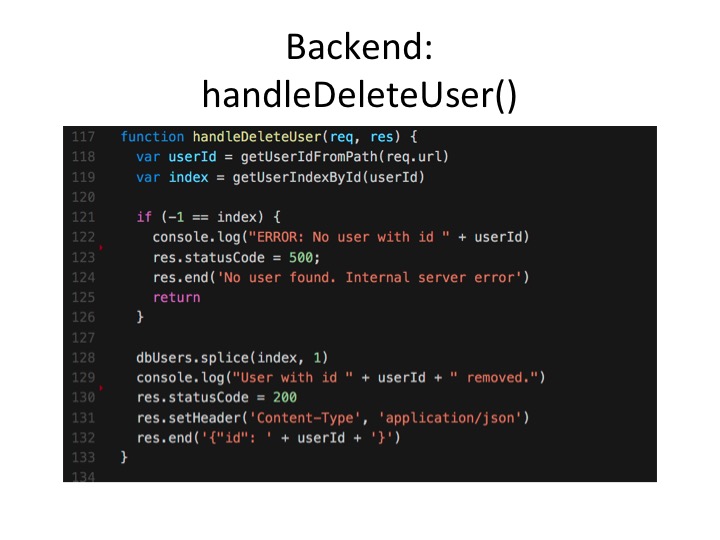 Backend:
handleDeleteUser()
117 function handleDeleteUser(req, res) {
118 var userId = getUserIdFromPath(req.url)
119 var index = getUserIndexById(userId)
120
121 if (-1 == index) {
122 console.log("ERROR: No user with id " + userId)
123 res.statusCode = 500;
124 res.end('No user found. Internal server error')
125 return
126 }
127
128 dbUsers.splice(index, 1)
129 console.log("User with id " + userId + " removed.")
130 res.statusCode = 200
131 res.setHeader('Content-Type', 'application/json')
132 res.end('{"id": ' + userId + '}')
133 }
134